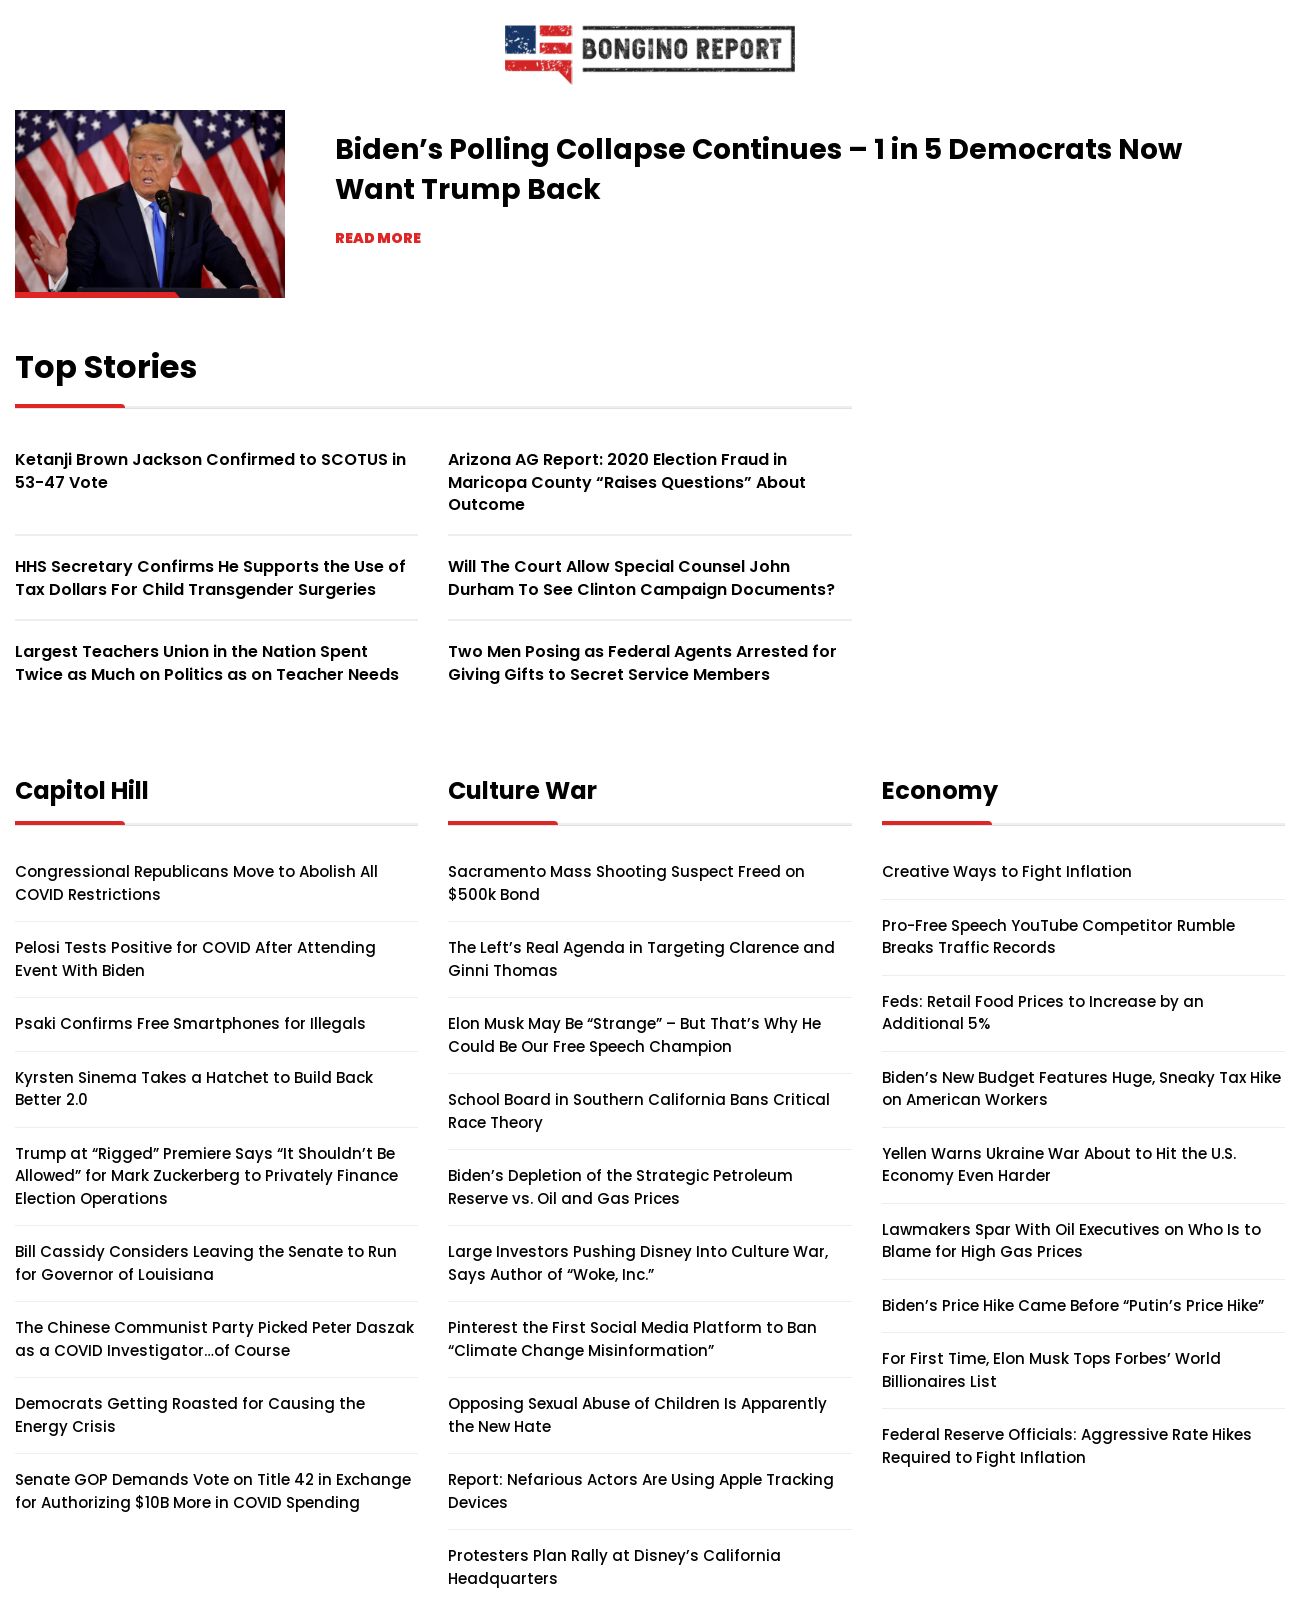 BONGINO REPORT
Biden’s Polling Collapse Continues – 1 in 5 Democrats Now
Want Trump Back
READ MORE
Top Stories
Ketanji Brown Jackson Confirmed to SCOTUS in
53-47 Vote
Arizona AG Report: 2020 Election Fraud in
Maricopa County “Raises Questions” About
Outcome
HHS Secretary Confirms He Supports the Use of
Tax Dollars For Child Transgender Surgeries
Will The Court Allow Special Counsel John
Durham To See Clinton Campaign Documents?
Largest Teachers Union in the Nation Spent
Twice as Much on Politics as on Teacher Needs
Two Men Posing as Federal Agents Arrested for
Giving Gifts to Secret Service Members
Capitol Hill
Congressional Republicans Move to Abolish All
COVID Restrictions
Pelosi Tests Positive for COVID After Attending
Event With Biden
Psaki Confirms Free Smartphones for Illegals
Kyrsten Sinema Takes a Hatchet to Build Back
Better 2.0
Trump at “Rigged” Premiere Says “It Shouldn’t Be
Allowed” for Mark Zuckerberg to Privately Finance
Election Operations
Bill Cassidy Considers Leaving the Senate to Run
for Governor of Louisiana
The Chinese Communist Party Picked Peter Daszak
as a COVID Investigator…of Course
Democrats Getting Roasted for Causing the
Energy Crisis
Senate GOP Demands Vote on Title 42 in Exchange
for Authorizing $10B More in COVID Spending
Culture War
Sacramento Mass Shooting Suspect Freed on
$500k Bond
The Left’s Real Agenda in Targeting Clarence and
Ginni Thomas
Elon Musk May Be “Strange” – But That’s Why He
Could Be Our Free Speech Champion
School Board in Southern California Bans Critical
Race Theory
Biden’s Depletion of the Strategic Petroleum
Reserve vs. Oil and Gas Prices
Large Investors Pushing Disney Into Culture War,
Says Author of “Woke, Inc.”
Pinterest the First Social Media Platform to Ban
“Climate Change Misinformation”
Opposing Sexual Abuse of Children Is Apparently
the New Hate
Report: Nefarious Actors Are Using Apple Tracking
Devices
Protesters Plan Rally at Disney’s California
Headquarters
Economy
Creative Ways to Fight Inflation
Pro-Free Speech YouTube Competitor Rumble
Breaks Traffic Records
Feds: Retail Food Prices to Increase by an
Additional 5%
Biden’s New Budget Features Huge, Sneaky Tax Hike
on American Workers
Yellen Warns Ukraine War About to Hit the U.S.
Economy Even Harder
Lawmakers Spar With Oil Executives on Who Is to
Blame for High Gas Prices
Biden’s Price Hike Came Before “Putin’s Price Hike”
For First Time, Elon Musk Tops Forbes’ World
Billionaires List
Federal Reserve Officials: Aggressive Rate Hikes
Required to Fight Inflation